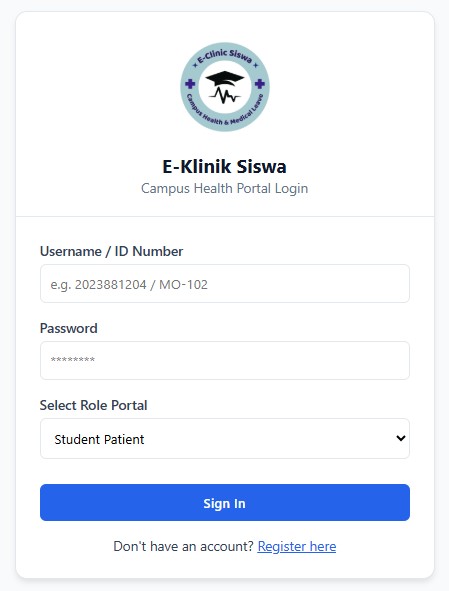 E-Clinic Siswa
Campus Health & Medical Leave
E-Klinik Siswa
Campus Health Portal Login
Username / ID Number
e.g. 2023881204 / MO-102
Password
********
Select Role Portal
Student Patient
Sign In
Don't have an account? Register here